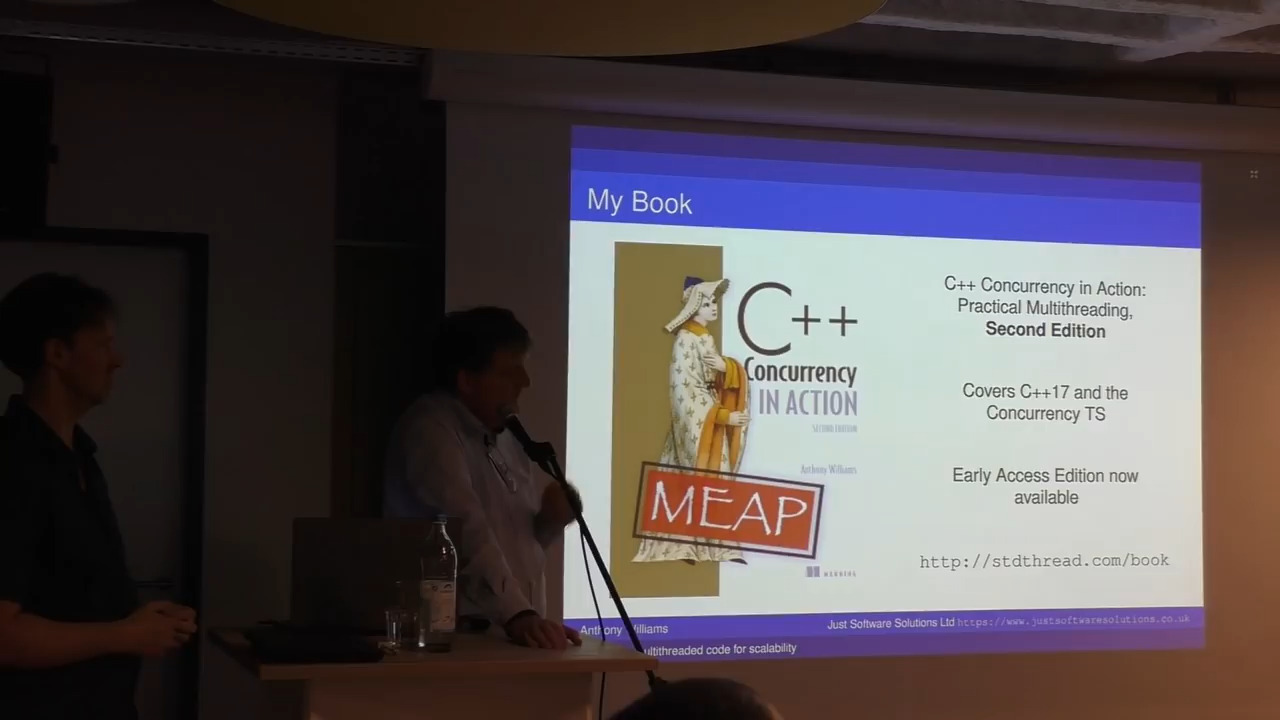 My Book
C++
Concurrency
IN ACTION
SECOND EDITION
Anthony Williams
MEAP
MANNING
C++ Concurrency in Action:
Practical Multithreading,
Second Edition
Covers C++17 and the
Concurrency TS
Early Access Edition now
available
http://stdthread.com/book
Anthony Williams
Just Software Solutions Ltd https://www.justsoftwaresolutions.co.uk
ultithreaded code for scalability